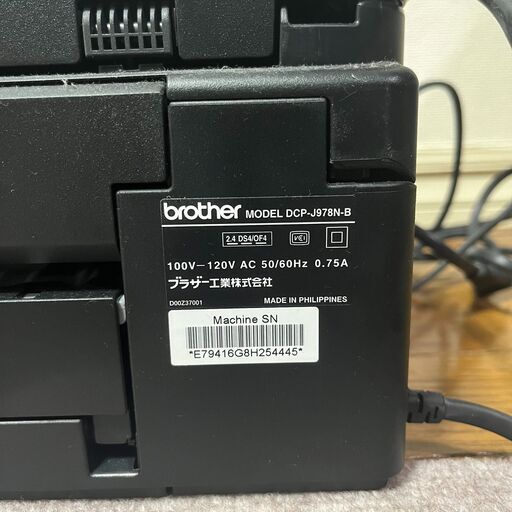 brother MODEL DCP-J978N-B
2.4 DS4/OF4 VCCI
100V－120V AC 50/60Hz 0.75A
ブラザー工業株式会社
D00Z37001 MADE IN PHILIPPINES
Machine SN
*E79416G8H254445*